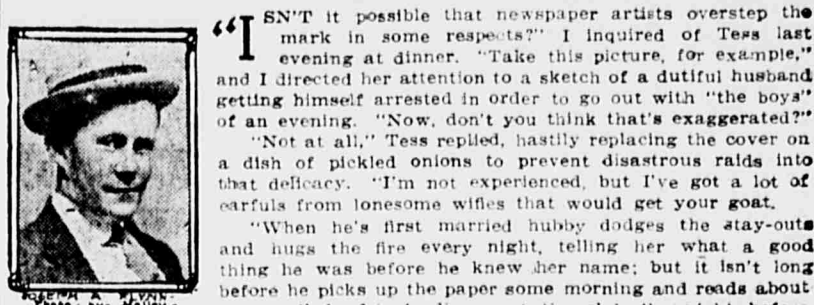 "ISN'T it possible that newspaper artists overstep the
mark in some respects?" I inquired of Tess last
evening at dinner. "Take this picture, for example,"
and I directed her attention to a sketch of a dutiful husband
getting himself arrested in order to go out with "the boys"
of an evening. "Now, don't you think that's exaggerated?"
"Not at all," Tess replied, hastily replacing the cover on
a dish of pickled onions to prevent disastrous raids into
that delicacy. "I'm not experienced, but I've got a lot of
earfuls from lonesome wifies that would get your goat.
"When he's first married hubby dodges the stay-outs
and hugs the fire every night, telling her what a good
thing he was before he knew her name; but it isn't long
before he picks up the paper some morning and reads about
JOSEPH A. FLYNN